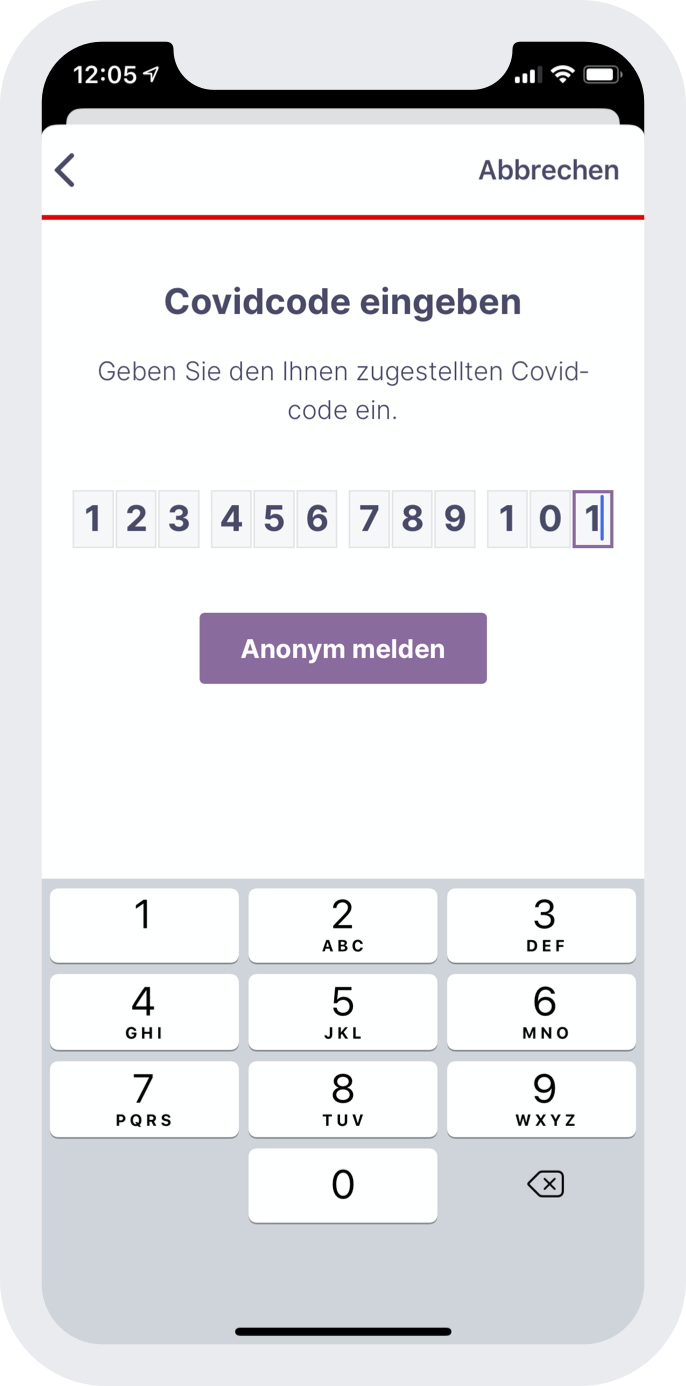 12:05
Abbrechen
Covidcode eingeben
Geben Sie den Ihnen zugestellten Covid-
code ein.
1 2 3 4 5 6 7 8 9 1 0 1
Anonym melden
1 2 3
ABC DEF
4 5 6
GHI JKL MNO
7 8 9
PQRS TUV WXYZ
0